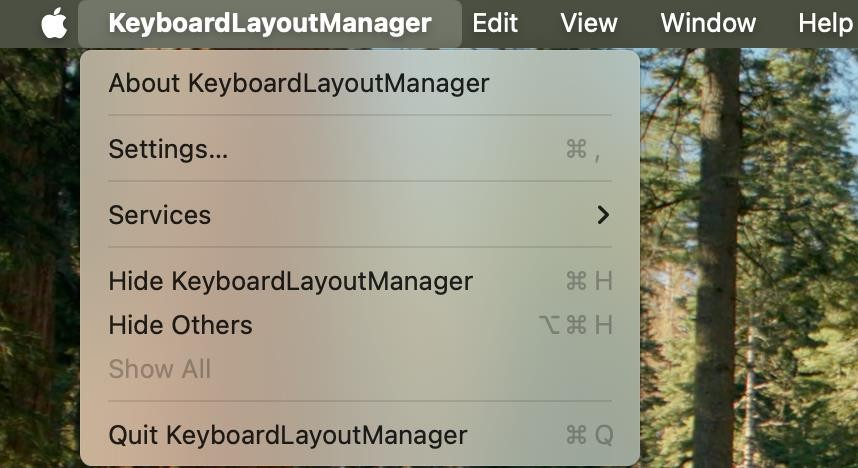 KeyboardLayoutManager Edit View Window Help
About KeyboardLayoutManager
Settings... ⌘ ,
Services
Hide KeyboardLayoutManager ⌘ H
Hide Others ⌥⌘ H
Show All
Quit KeyboardLayoutManager ⌘ Q